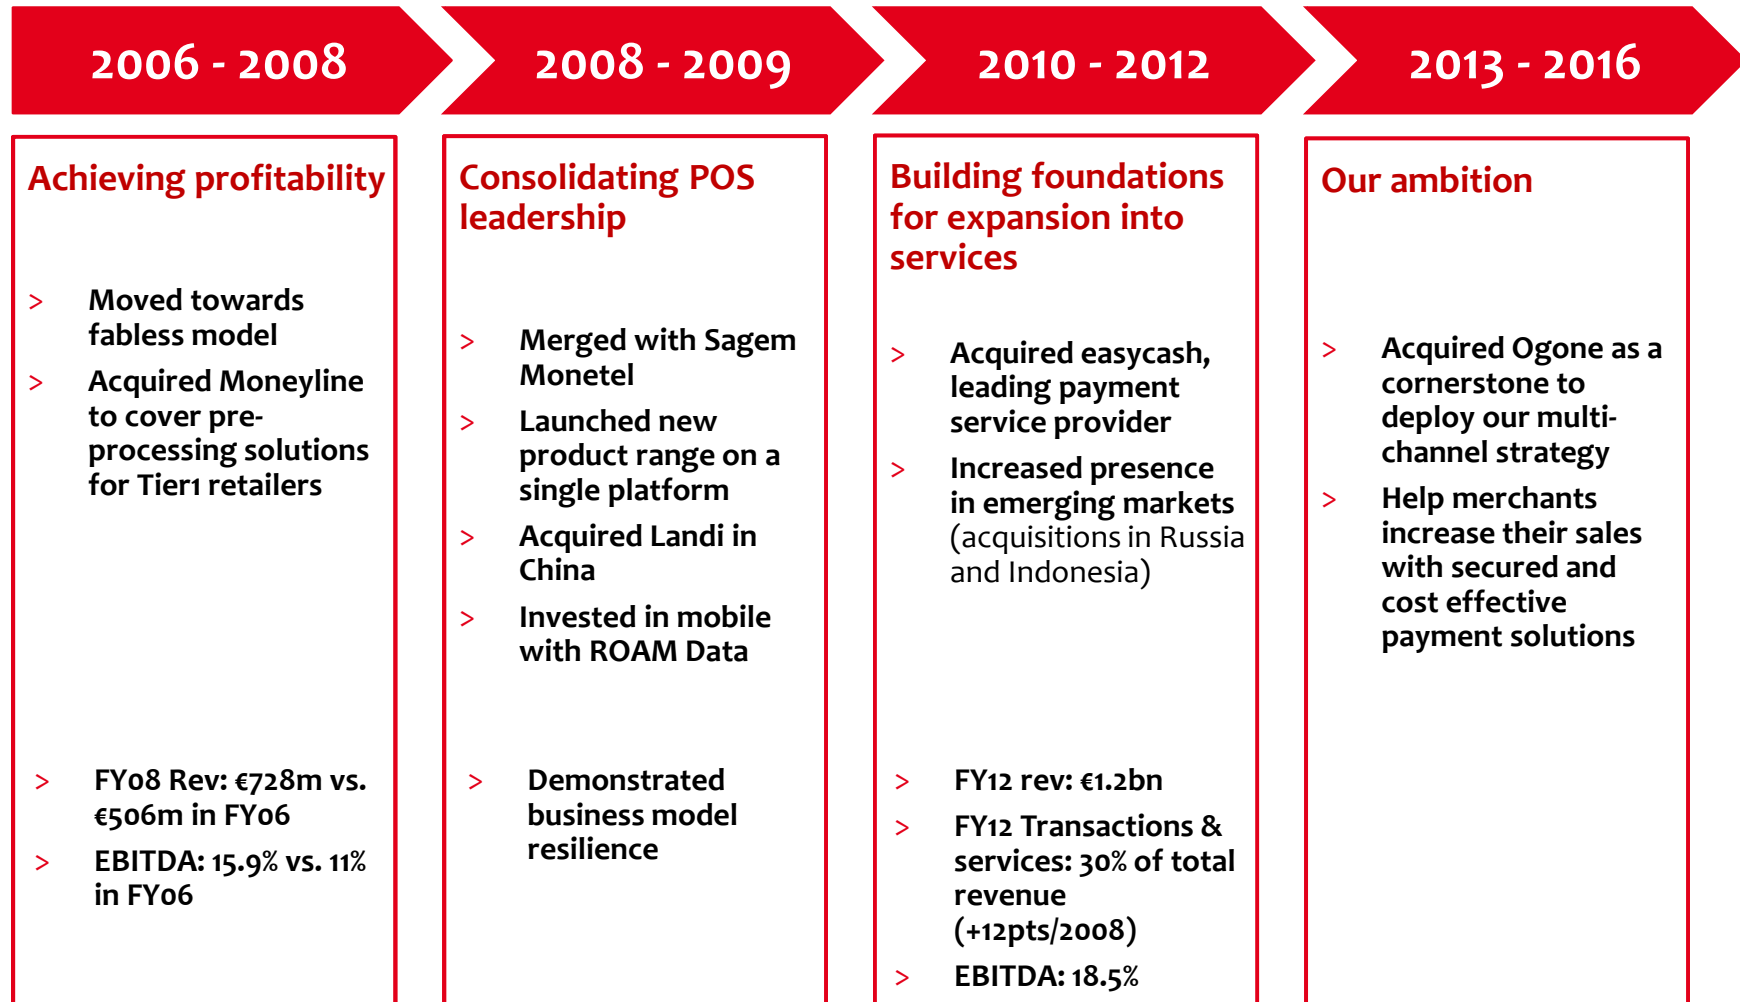 2006 - 2008
2008 - 2009
2010 - 2012
2013 - 2016
Achieving profitability
> Moved towards
fabless model
> Acquired Moneyline
to cover pre-
processing solutions
for Tier1 retailers
> FY08 Rev: €728m vs.
€506m in FY06
> EBITDA: 15.9% vs. 11%
in FY06
Consolidating POS
leadership
> Merged with Sagem
Monetel
> Launched new
product range on a
single platform
> Acquired Landi in
China
> Invested in mobile
with ROAM Data
> Demonstrated
business model
resilience
Building foundations
for expansion into
services
> Acquired easycash,
leading payment
service provider
> Increased presence
in emerging markets
(acquisitions in Russia
and Indonesia)
> FY12 rev: €1.2bn
> FY12 Transactions &
services: 30% of total
revenue
(+12pts/2008)
> EBITDA: 18.5%
Our ambition
> Acquired Ogone as a
cornerstone to
deploy our multi-
channel strategy
> Help merchants
increase their sales
with secured and
cost effective
payment solutions